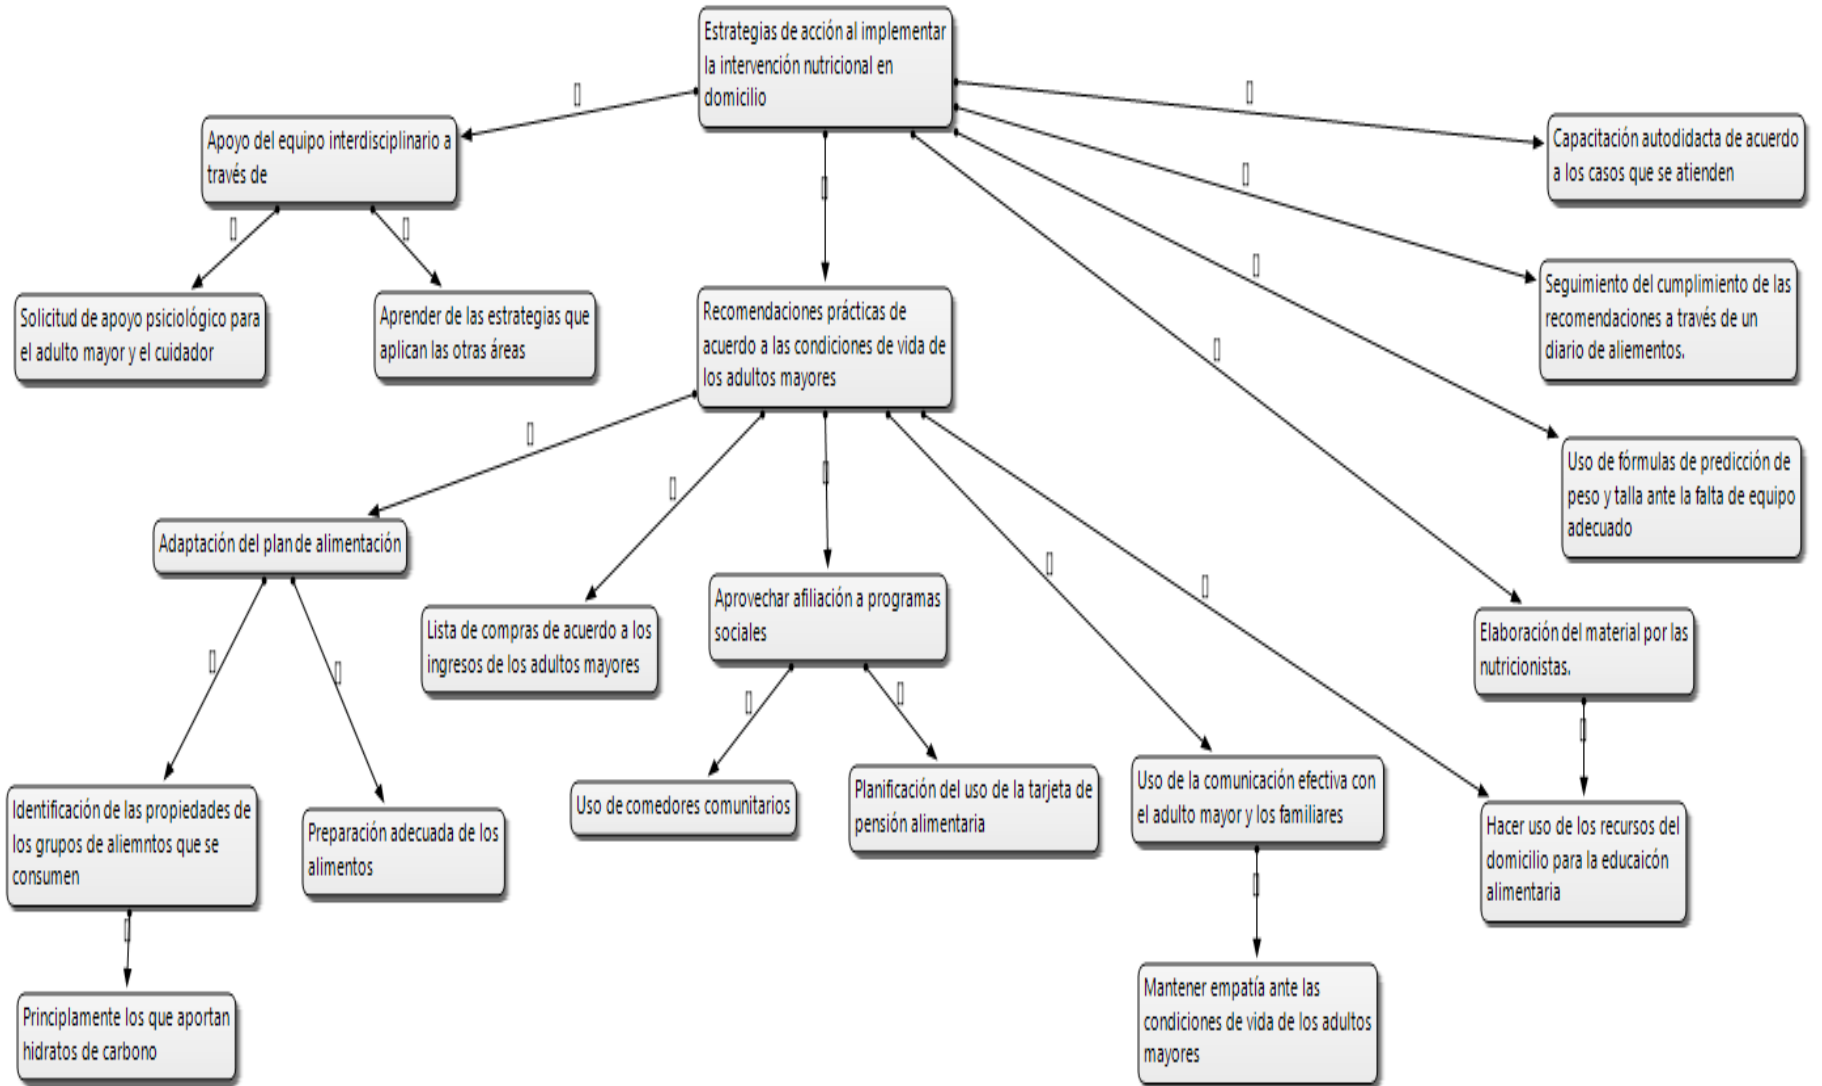 Estrategias de acción al implementar
la intervención nutricional en
domicilio
Apoyo del equipo interdisciplinario a
través de
Capacitación autodidacta de acuerdo
a los casos que se atienden
Solicitud de apoyo psiciológico para
el adulto mayor y el cuidador
Aprender de las estrategias que
aplican las otras áreas
Recomendaciones prácticas de
acuerdo a las condiciones de vida de
los adultos mayores
Seguimiento del cumplimiento de las
recomendaciones a través de un
diario de aliementos.
Uso de fórmulas de predicción de
peso y talla ante la falta de equipo
adecuado
Adaptación del plan de alimentación
Lista de compras de acuerdo a los
ingresos de los adultos mayores
Aprovechar afiliación a programas
sociales
Elaboración del material por las
nutricionistas.
Identificación de las propiedades de
los grupos de aliemntos que se
consumen
Preparación adecuada de los
alimentos
Uso de comedores comunitarios
Planificación del uso de la tarjeta de
pensión alimentaria
Uso de la comunicación efectiva con
el adulto mayor y los familiares
Hacer uso de los recursos del
domicilio para la educaicón
alimentaria
Principlamente los que aportan
hidratos de carbono
Mantener empatía ante las
condiciones de vida de los adultos
mayores